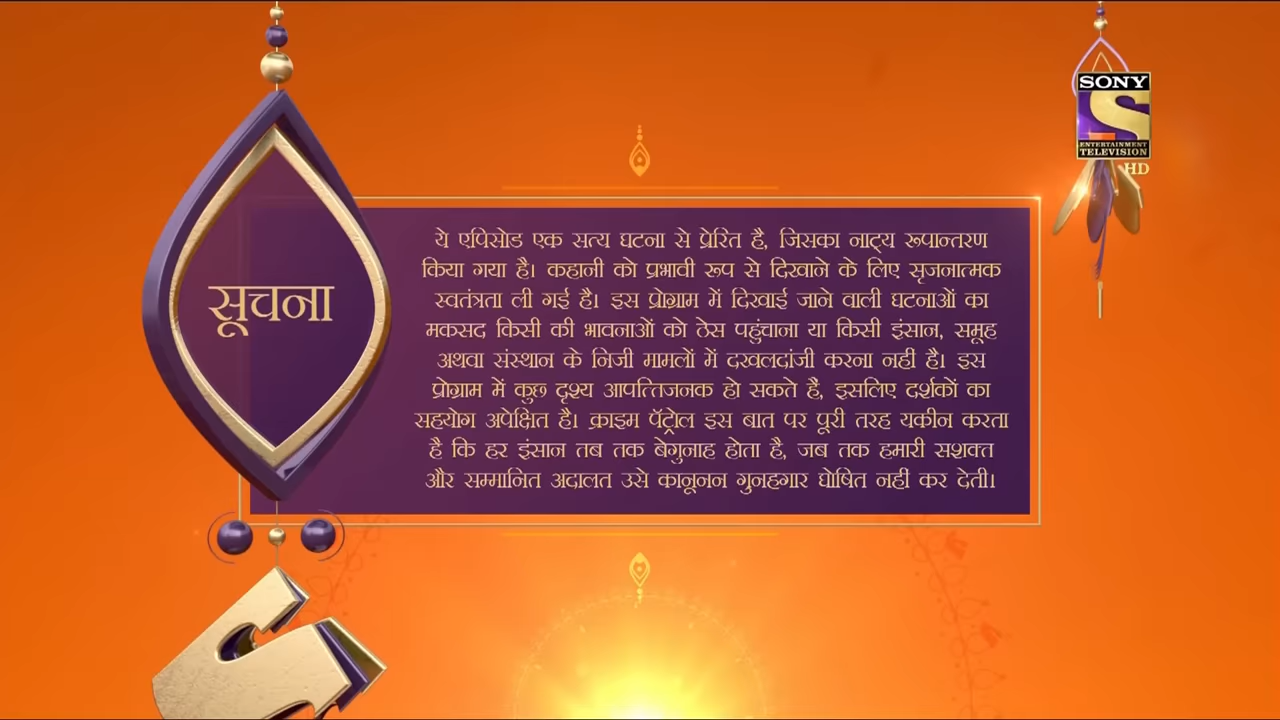 सूचना
ये एपिसोड एक सत्य घटना से प्रेरित है, जिसका नाट्य रूपान्तरण
किया गया है। कहानी को प्रभावी रूप से दिखाने के लिए सृजनात्मक
स्वतंत्रता ली गई है। इस प्रोग्राम में दिखाई जाने वाली घटनाओं का
मकसद किसी की भावनाओं को ठेस पहुंचाना या किसी इंसान, समूह
अथवा संस्थान के निजी मामलों में दखलदांजी करना नहीं है। इस
प्रोग्राम में कुछ दृश्य आपत्तिजनक हो सकते हैं, इसलिए दर्शकों का
सहयोग अपेक्षित है। क्राइम पॅट्रोल इस बात पर पूरी तरह यकीन करता
है कि हर इंसान तब तक बेगुनाह होता है, जब तक हमारी सशक्त
और सम्मानित अदालत उसे कानूनन गुनहगार घोषित नहीं कर देती।
SONY
ENTERTAINMENT
TELEVISION
HD